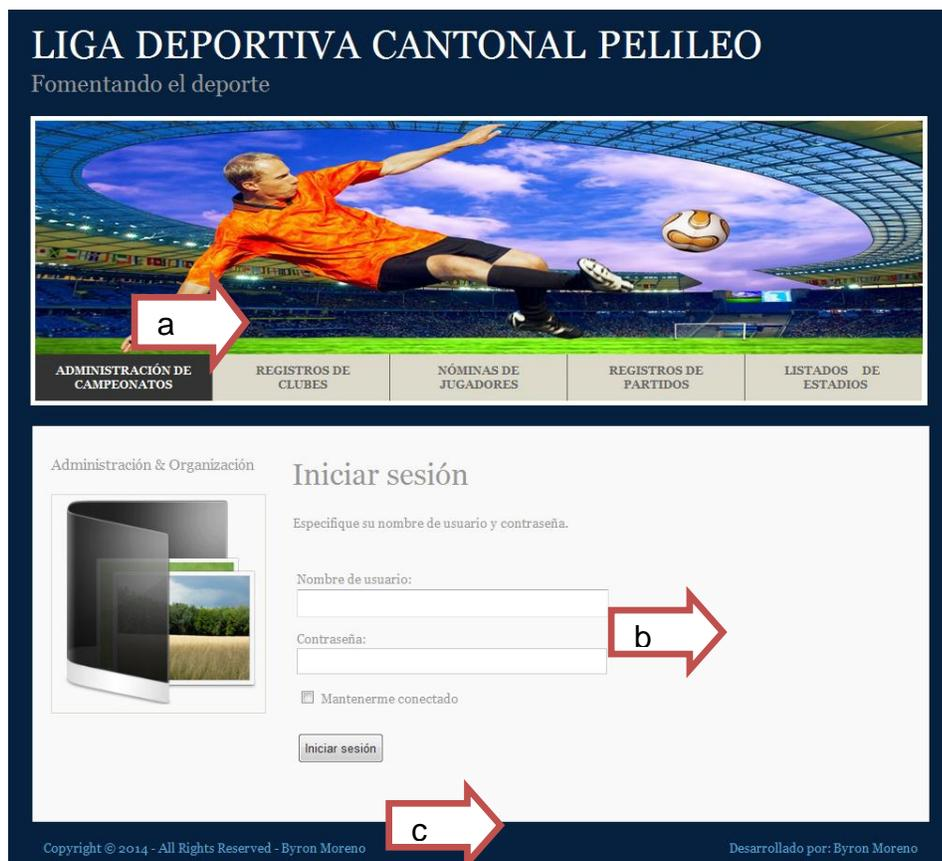 LIGA DEPORTIVA CANTONAL PELILEO
Fomentando el deporte
a
ADMINISTRACIÓN DE
CAMPEONATOS
REGISTROS DE
CLUBES
NÓMINAS DE
JUGADORES
REGISTROS DE
PARTIDOS
LISTADOS DE
ESTADIOS
Administración & Organización
Iniciar sesión
Especifique su nombre de usuario y contraseña.
Nombre de usuario:
b
Contraseña:
Mantenerme conectado
Iniciar sesión
c
Copyright © 2014 - All Rights Reserved - Byron Moreno
Desarrollado por: Byron Moreno